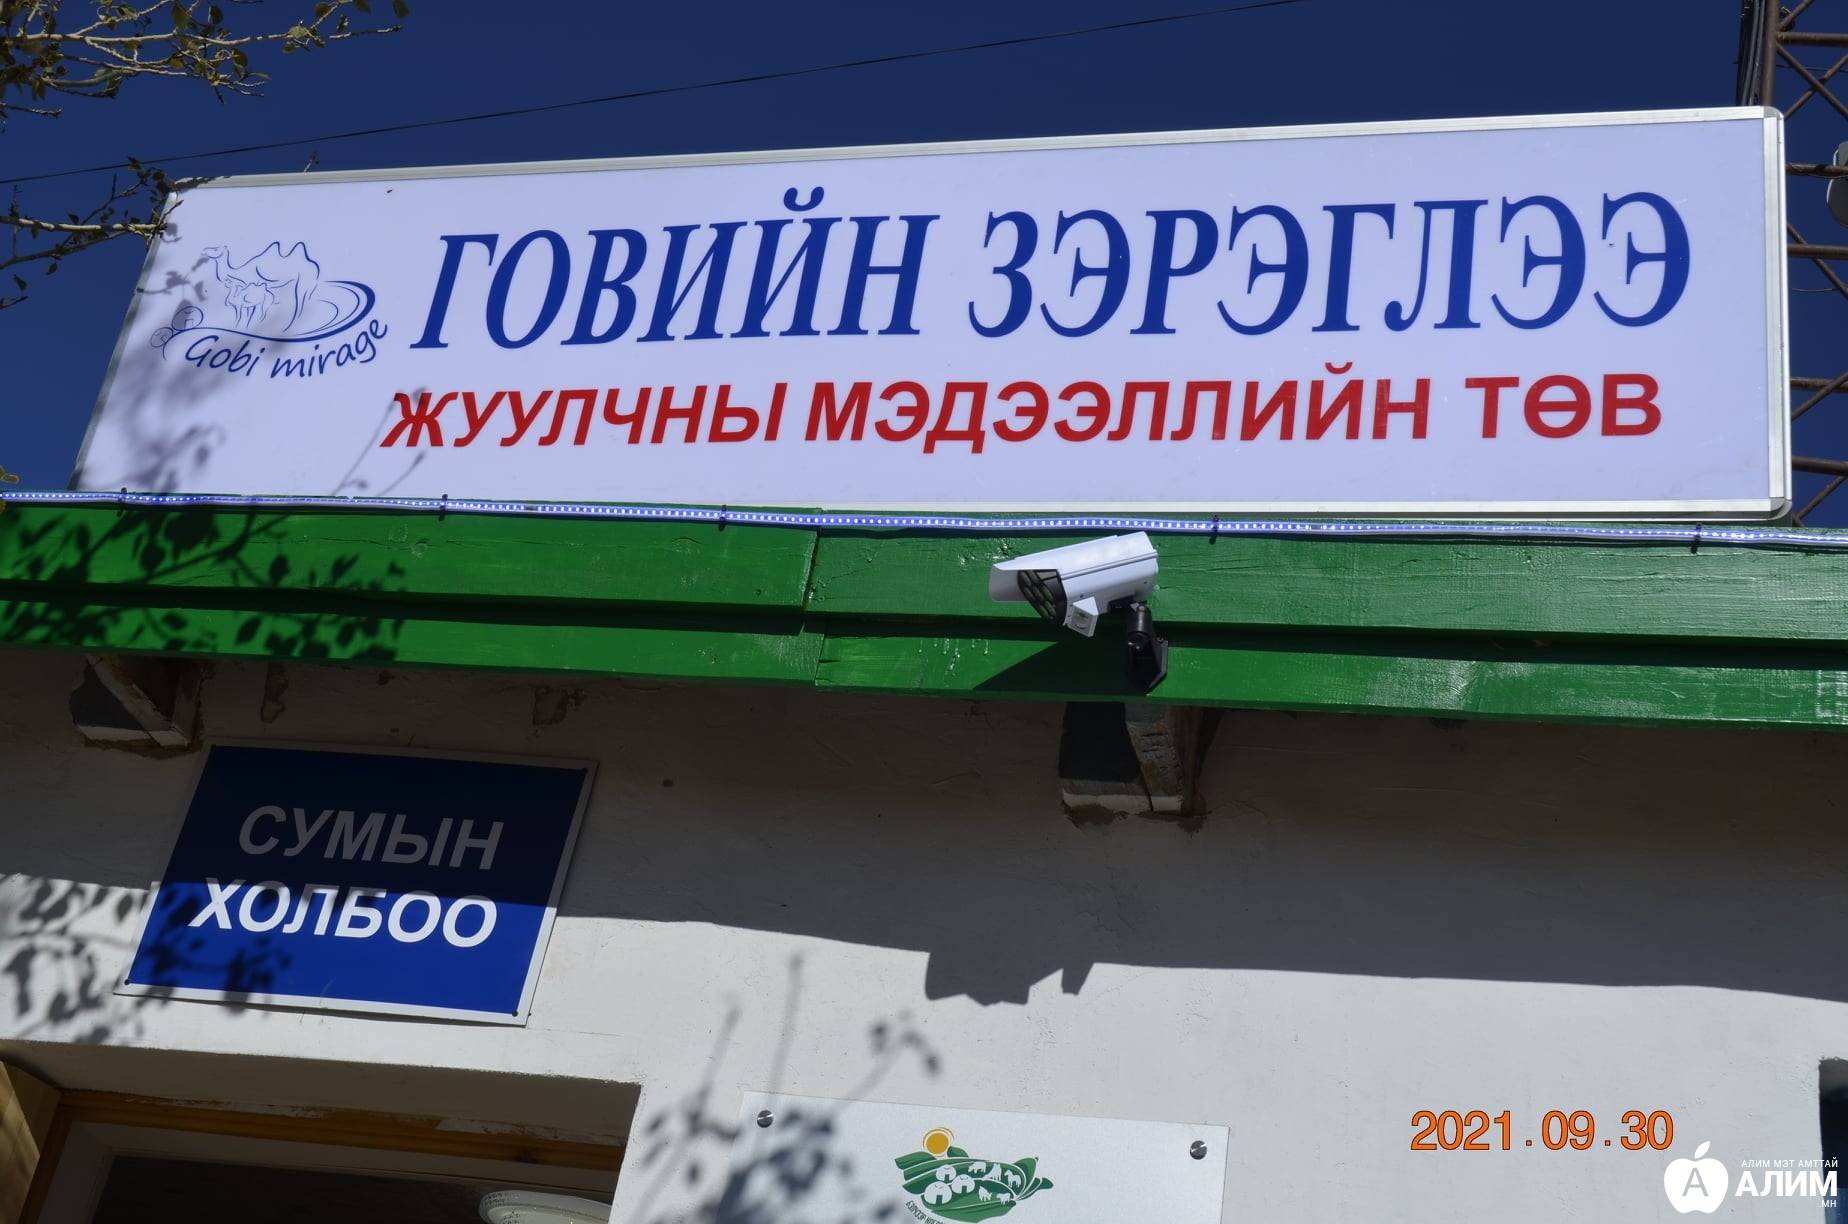 ГОВИЙН ЗЭРЭГЛЭЭ
Gobi mirage
ЖУУЛЧНЫ МЭДЭЭЛЛИЙН ТӨВ
СУМЫН
ХОЛБОО
2021.09.30
АЛИМ МЭТ АМТТАЙ
АЛИМ
.МН